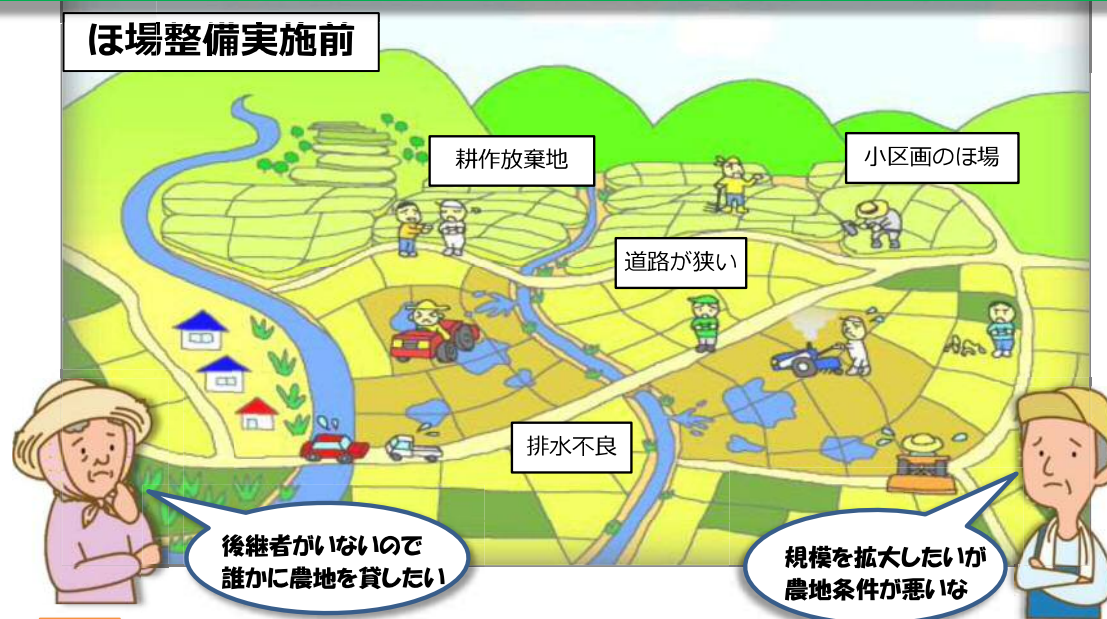 ほ場整備実施前
耕作放棄地
小区画のほ場
道路が狭い
排水不良
後継者がいないので
誰かに農地を貸したい
規模を拡大したいが
農地条件が悪いな